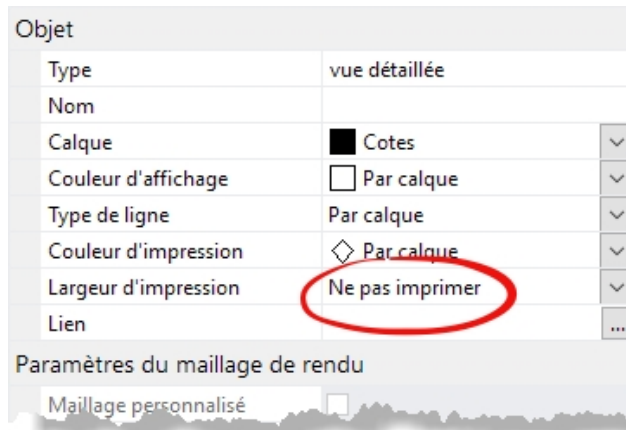 Objet
Type vue détaillée
Nom
Calque Cotes
Couleur d'affichage Par calque
Type de ligne Par calque
Couleur d'impression Par calque
Largeur d'impression Ne pas imprimer
Lien ...
Paramètres du maillage de rendu
Maillage personnalisé